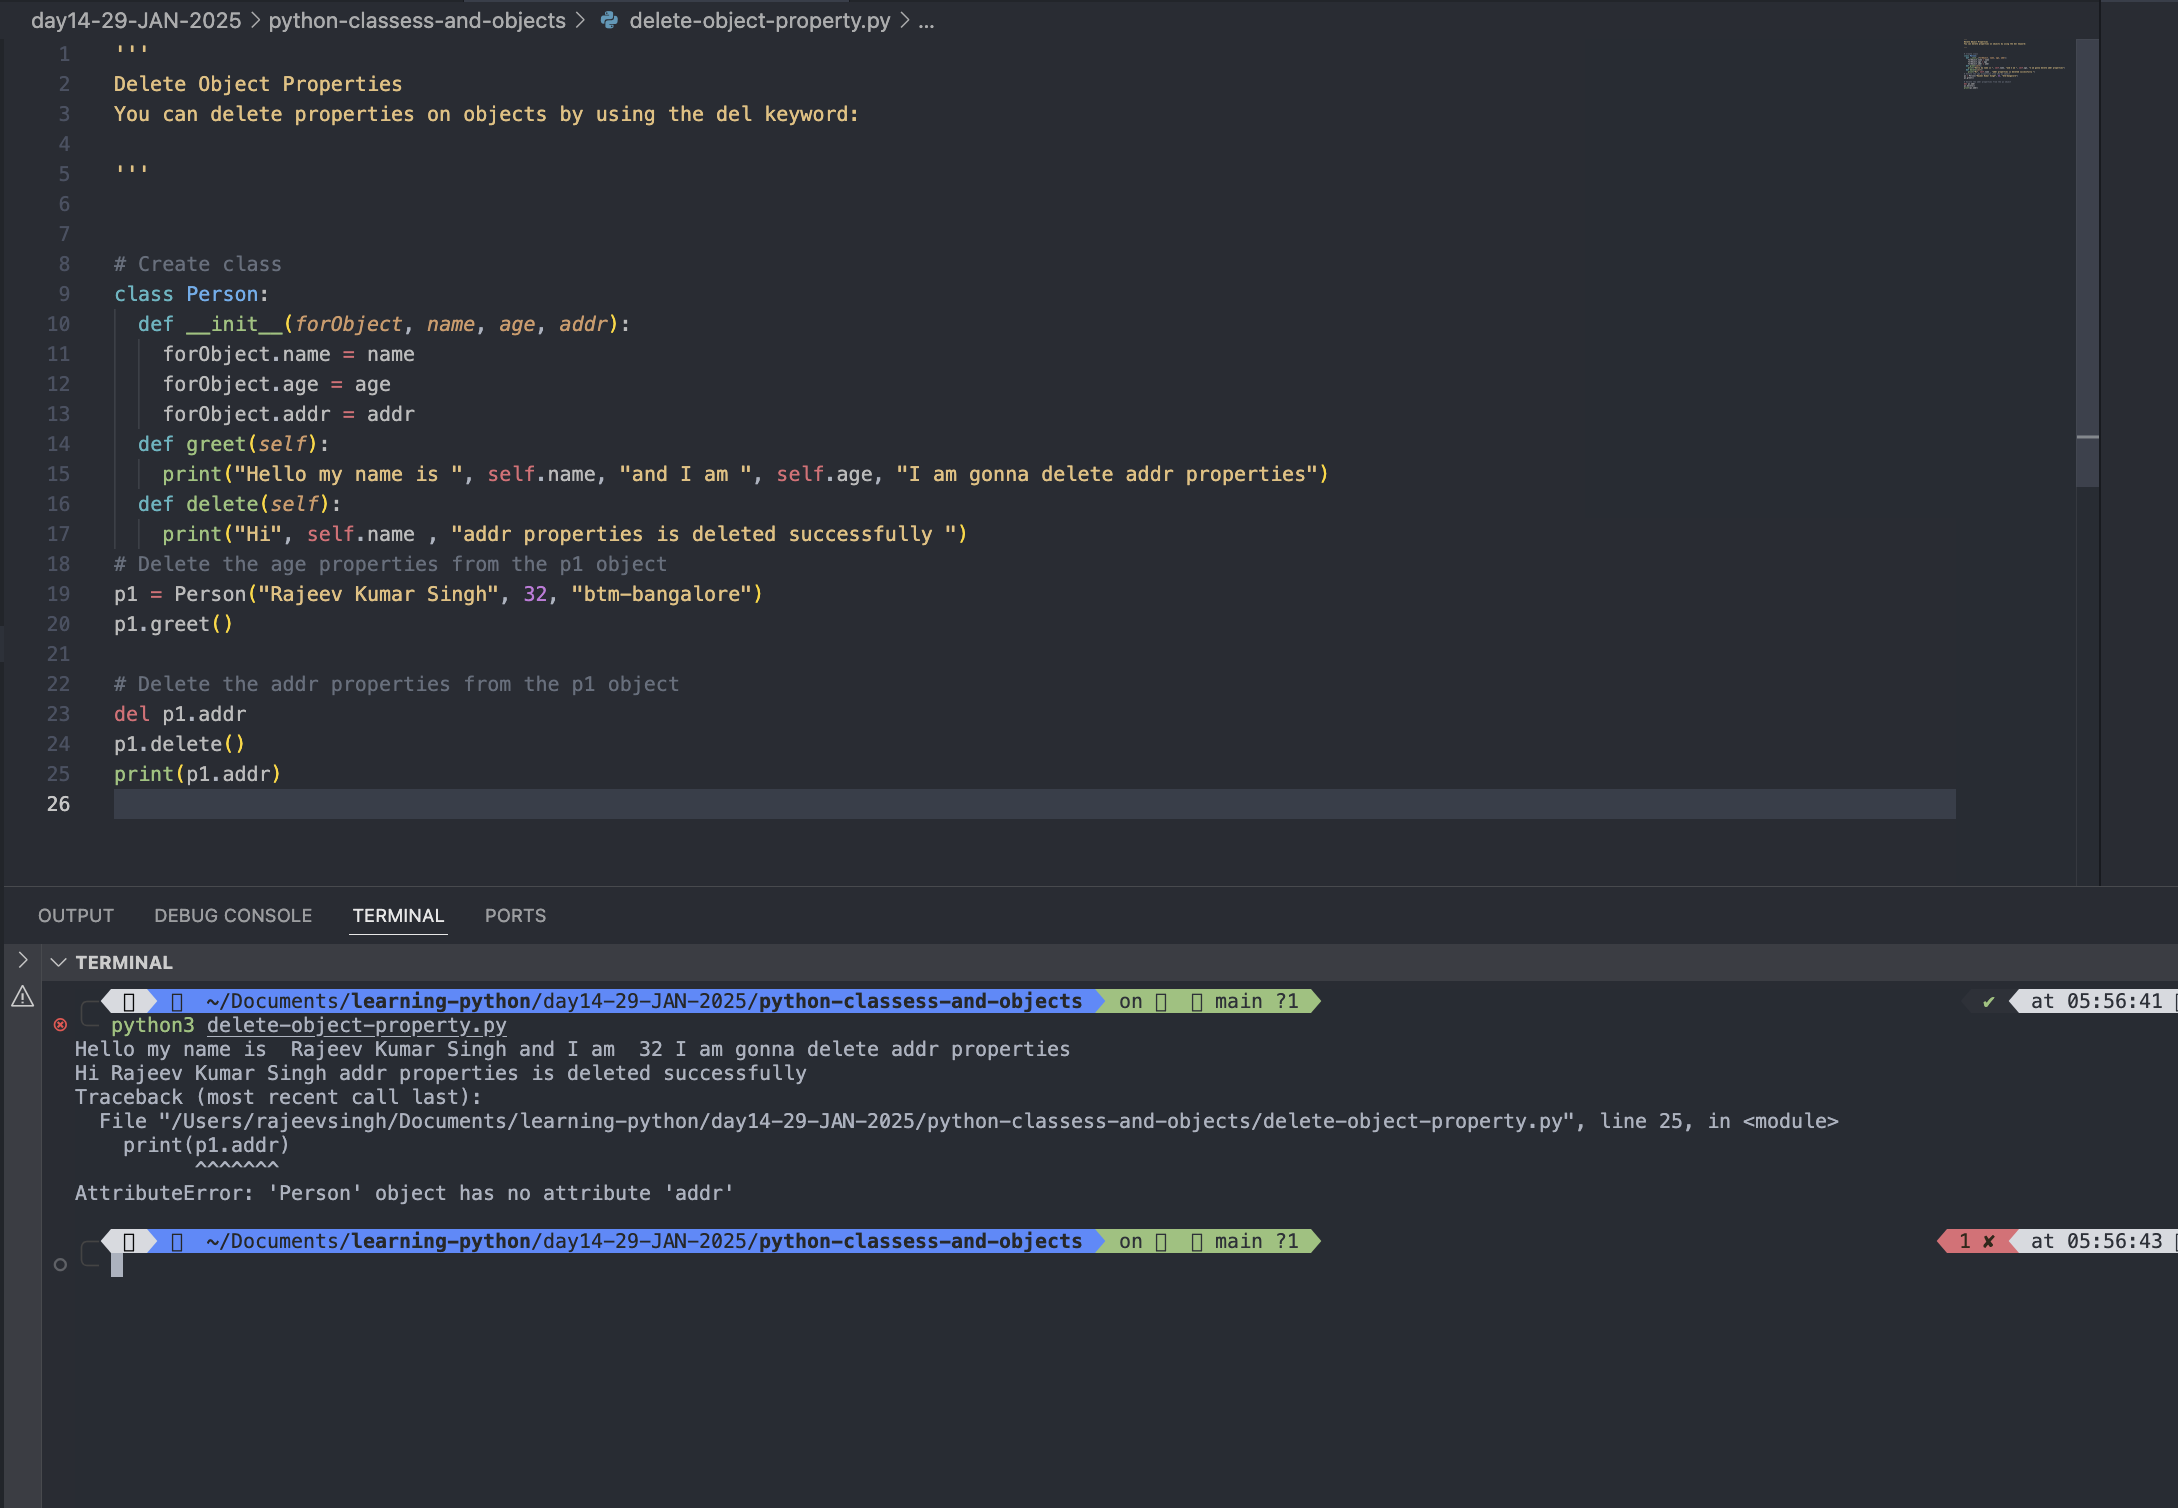 day14-29-JAN-2025 > python-classess-and-objects > delete-object-property.py > ...
1 '''
2 Delete Object Properties
3 You can delete properties on objects by using the del keyword:
4
5 '''
6
7
8 # Create class
9 class Person:
10   def __init__(forObject, name, age, addr):
11     forObject.name = name
12     forObject.age = age
13     forObject.addr = addr
14   def greet(self):
15     print("Hello my name is ", self.name, "and I am ", self.age, "I am gonna delete addr properties")
16   def delete(self):
17     print("Hi", self.name , "addr properties is deleted successfully ")
18 # Delete the age properties from the p1 object
19 p1 = Person("Rajeev Kumar Singh", 32, "btm-bangalore")
20 p1.greet()
21
22 # Delete the addr properties from the p1 object
23 del p1.addr
24 p1.delete()
25 print(p1.addr)
26
OUTPUT DEBUG CONSOLE TERMINAL PORTS
TERMINAL
~/Documents/learning-python/day14-29-JAN-2025/python-classess-and-objects on main ?1 ✔ at 05:56:41
python3 delete-object-property.py
Hello my name is  Rajeev Kumar Singh and I am  32 I am gonna delete addr properties
Hi Rajeev Kumar Singh addr properties is deleted successfully
Traceback (most recent call last):
  File "/Users/rajeevsingh/Documents/learning-python/day14-29-JAN-2025/python-classess-and-objects/delete-object-property.py", line 25, in <module>
    print(p1.addr)
          ^^^^^^^
AttributeError: 'Person' object has no attribute 'addr'
~/Documents/learning-python/day14-29-JAN-2025/python-classess-and-objects on main ?1 1 ✘ at 05:56:43